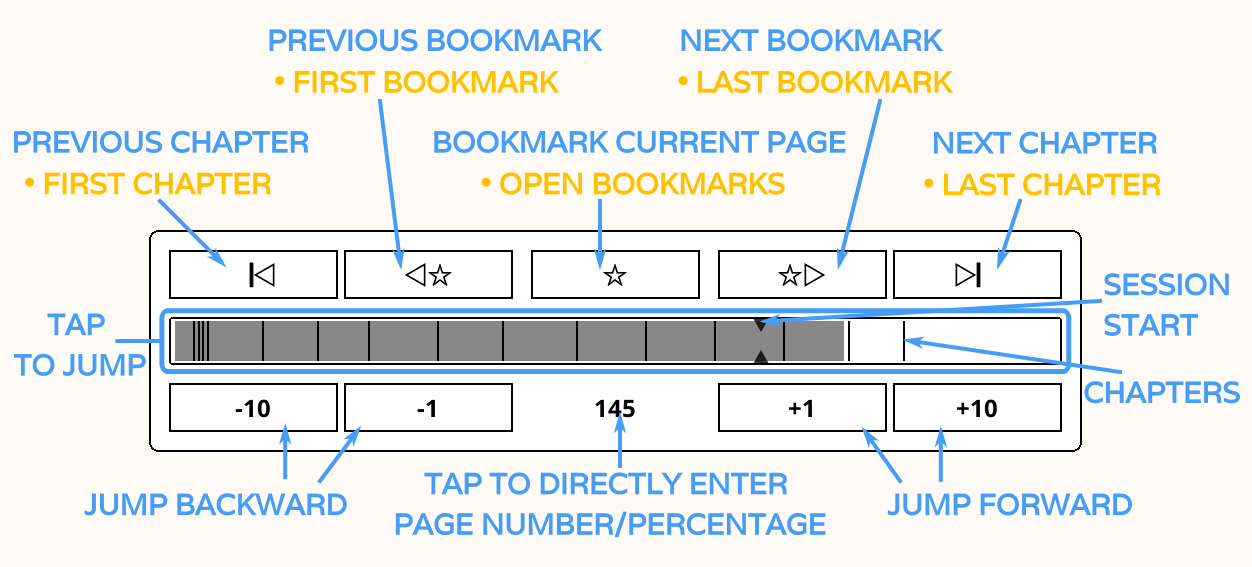 PREVIOUS BOOKMARK
• FIRST BOOKMARK
NEXT BOOKMARK
• LAST BOOKMARK
PREVIOUS CHAPTER
• FIRST CHAPTER
BOOKMARK CURRENT PAGE
• OPEN BOOKMARKS
NEXT CHAPTER
• LAST CHAPTER
SESSION
START
TAP
TO JUMP
CHAPTERS
-10
-1
145
+1
+10
JUMP BACKWARD
TAP TO DIRECTLY ENTER
PAGE NUMBER/PERCENTAGE
JUMP FORWARD